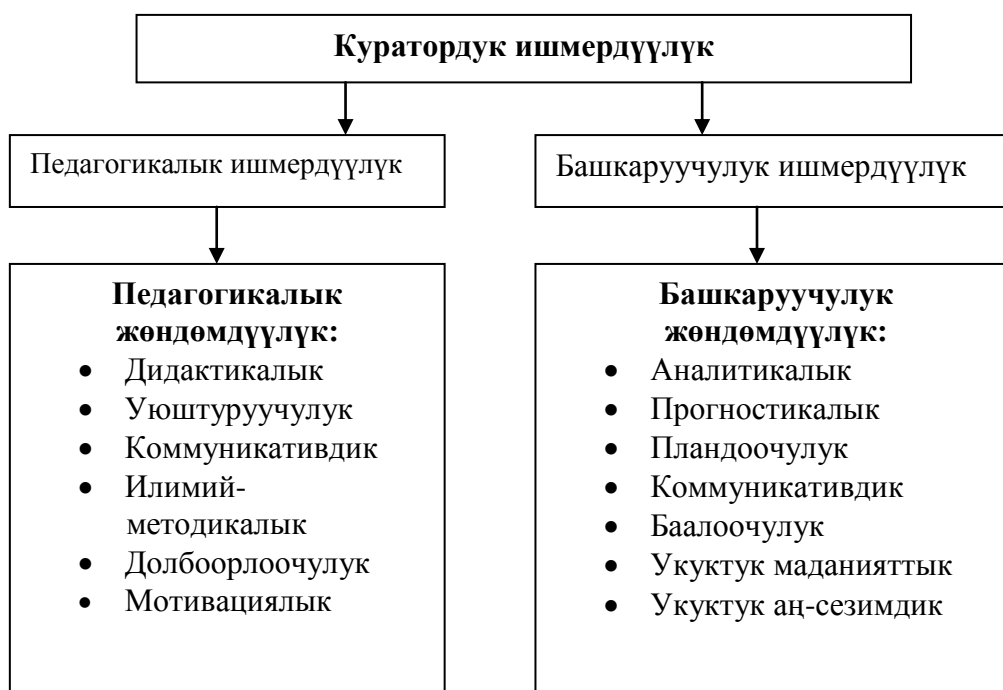 Куратордук ишмердүүлүк
Педагогикалык ишмердүүлүк
Башкаруучулук ишмердүүлүк
Педагогикалык
жөндөмдүүлүк:
• Дидактикалык
• Уюштуруучулук
• Коммуникативдик
• Илимий-
методикалык
• Долбоорлоочулук
• Мотивациялык
Башкаруучулук
жөндөмдүүлүк:
• Аналитикалык
• Прогностикалык
• Пландоочулук
• Коммуникативдик
• Баалоочулук
• Укуктук маданияттык
• Укуктук аң-сезимдик